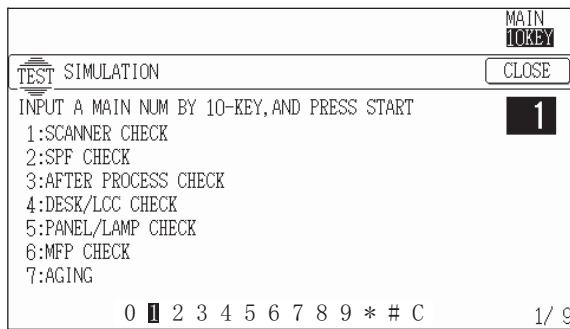 MAIN
10KEY
TEST SIMULATION
CLOSE
INPUT A MAIN NUM BY 10-KEY,AND PRESS START
1
1:SCANNER CHECK
2:SPF CHECK
3:AFTER PROCESS CHECK
4:DESK/LCC CHECK
5:PANEL/LAMP CHECK
6:MFP CHECK
7:AGING
0 1 2 3 4 5 6 7 8 9 * # C
1/ 9